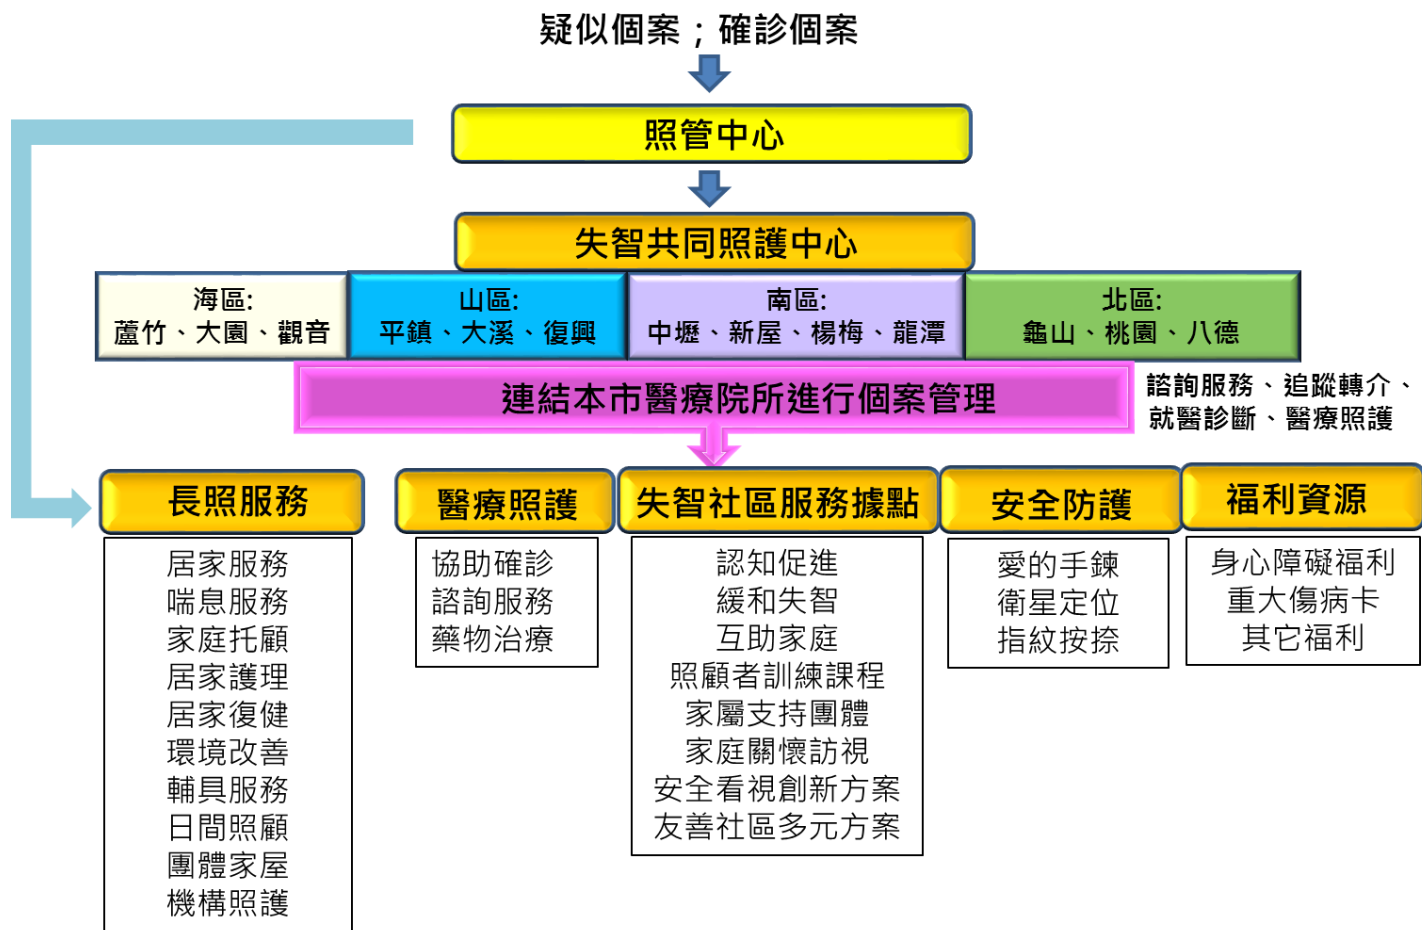 疑似個案；確診個案
照管中心
失智共同照護中心
海區:
蘆竹、大園、觀音
山區:
平鎮、大溪、復興
南區:
中壢、新屋、楊梅、龍潭
北區:
龜山、桃園、八德
連結本市醫療院所進行個案管理
諮詢服務、追蹤轉介、
就醫診斷、醫療照護
長照服務
居家服務
喘息服務
家庭托顧
居家護理
居家復健
環境改善
輔具服務
日間照顧
團體家屋
機構照護
醫療照護
協助確診
諮詢服務
藥物治療
失智社區服務據點
認知促進
緩和失智
互助家庭
照顧者訓練課程
家屬支持團體
家庭關懷訪視
安全看視創新方案
友善社區多元方案
安全防護
愛的手鍊
衛星定位
指紋按捺
福利資源
身心障礙福利
重大傷病卡
其它福利